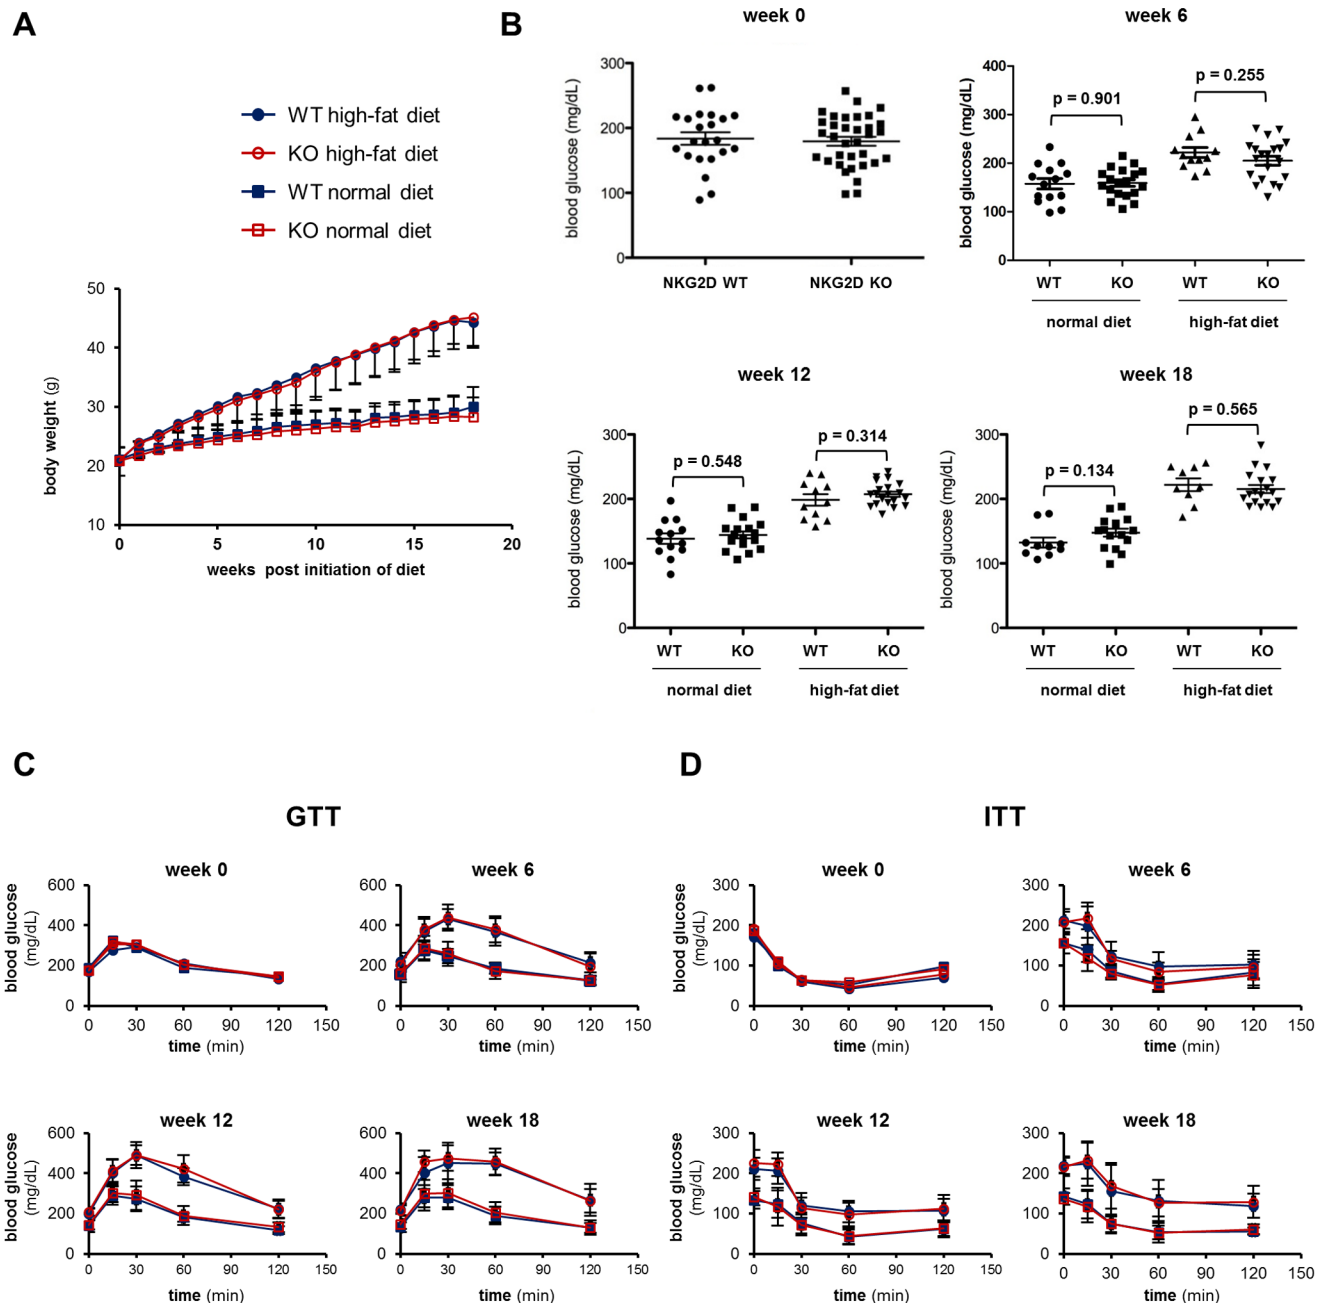 A
WT high-fat diet
KO high-fat diet
WT normal diet
KO normal diet
50
40
30
20
10
body weight (g)
0 5 10 15 20
weeks post initiation of diet
B
week 0
300
200
100
0
blood glucose (mg/dL)
NKG2D WT NKG2D KO
week 6
400
300
200
100
0
blood glucose (mg/dL)
p = 0.901
p = 0.255
WT KO WT KO
normal diet high-fat diet
week 12
300
200
100
0
blood glucose (mg/dL)
p = 0.548
p = 0.314
WT KO WT KO
normal diet high-fat diet
week 18
300
200
100
0
blood glucose (mg/dL)
p = 0.134
p = 0.565
WT KO WT KO
normal diet high-fat diet
C
GTT
week 0
600
400
200
0
blood glucose
(mg/dL)
0 30 60 90 120 150
time (min)
week 6
600
400
200
0
0 30 60 90 120 150
time (min)
week 12
600
400
200
0
blood glucose
(mg/dL)
0 30 60 90 120 150
time (min)
week 18
600
400
200
0
0 30 60 90 120 150
time (min)
D
ITT
week 0
300
200
100
0
blood glucose
(mg/dL)
0 30 60 90 120 150
time (min)
week 6
300
200
100
0
0 30 60 90 120 150
time (min)
week 12
300
200
100
0
blood glucose
(mg/dL)
0 30 60 90 120 150
time (min)
week 18
300
200
100
0
0 30 60 90 120 150
time (min)